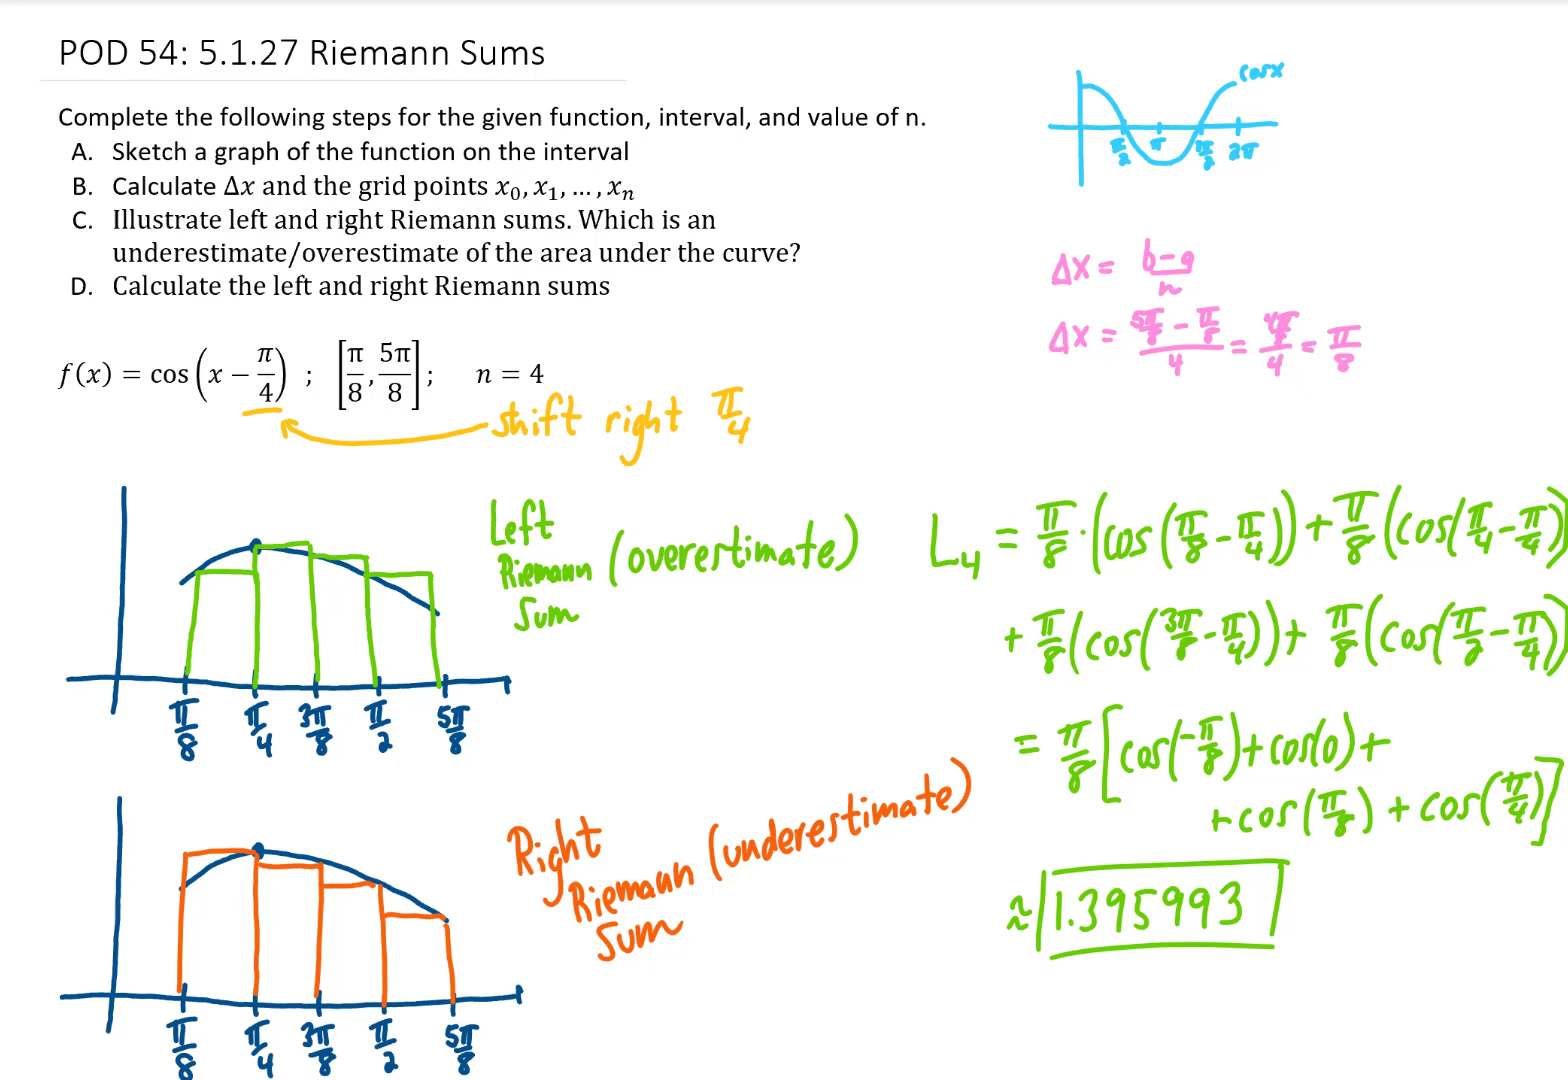 POD 54: 5.1.27 Riemann Sums
Complete the following steps for the given function, interval, and value of n.
A. Sketch a graph of the function on the interval
B. Calculate Δx and the grid points x₀, x₁, … , xₙ
C. Illustrate left and right Riemann sums. Which is an
underestimate/overestimate of the area under the curve?
D. Calculate the left and right Riemann sums
f(x) = cos(x − π/4) ; [π/8, 5π/8]; n = 4
shift right π/4
cosx
π/2 π 3π/2 2π
Δx = b-a/n
Δx = (5π/8 - π/8)/4 = (4π/8)/4 = π/8
Left
Riemann
Sum
(overestimate)
π/8 π/4 3π/8 π/2 5π/8
L₄ = π/8·(cos(π/8-π/4))+π/8(cos(π/4-π/4)
+π/8(cos(3π/8-π/4))+π/8(cos(π/2-π/4)
=π/8[cos(-π/8)+cos(0)+
+cos(π/8)+cos(π/4)]
≈ 1.395993
Right
Riemann
Sum
(underestimate)
π/8 π/4 3π/8 π/2 5π/8